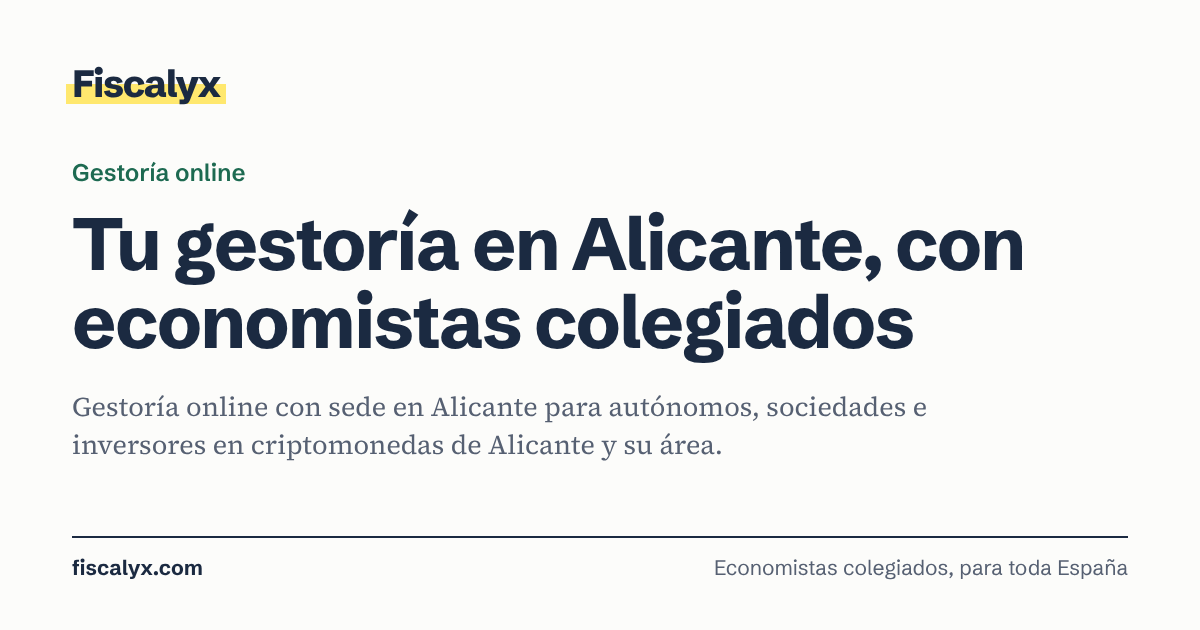 Fiscalyx
Gestoría online
Tu gestoría en Alicante, con
economistas colegiados
Gestoría online con sede en Alicante para autónomos, sociedades e
inversores en criptomonedas de Alicante y su área.
fiscalyx.com
Economistas colegiados, para toda España